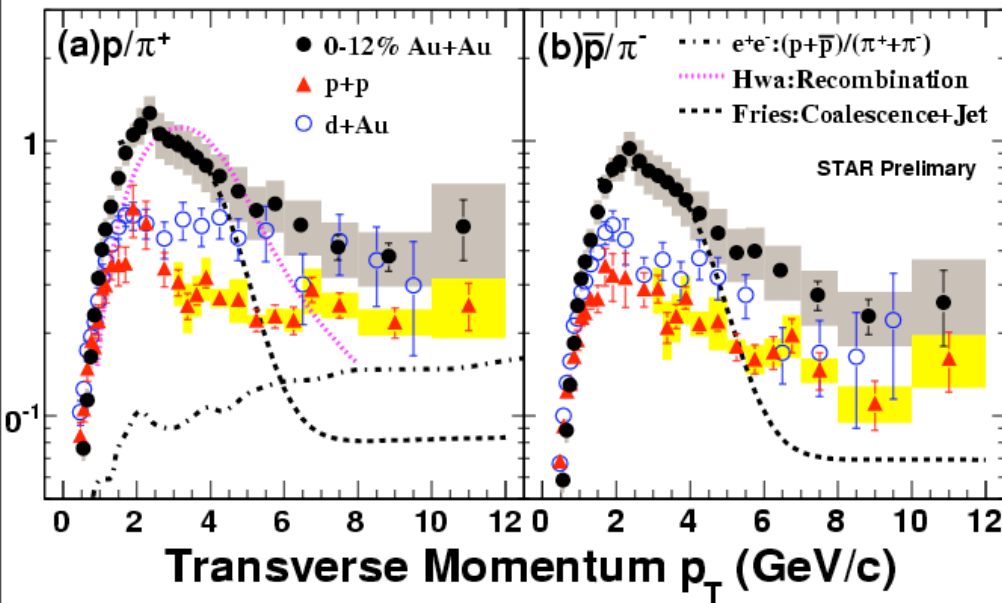 (a)p/π⁺
0-12% Au+Au
p+p
d+Au
(b)p̅/π⁻
e⁺e⁻:(p+p̅)/(π⁺+π⁻)
Hwa:Recombination
Fries:Coalescence+Jet
STAR Prelimary
1
10⁻¹
0 2 4 6 8 10 12
0 2 4 6 8 10 12
Transverse Momentum p_T (GeV/c)